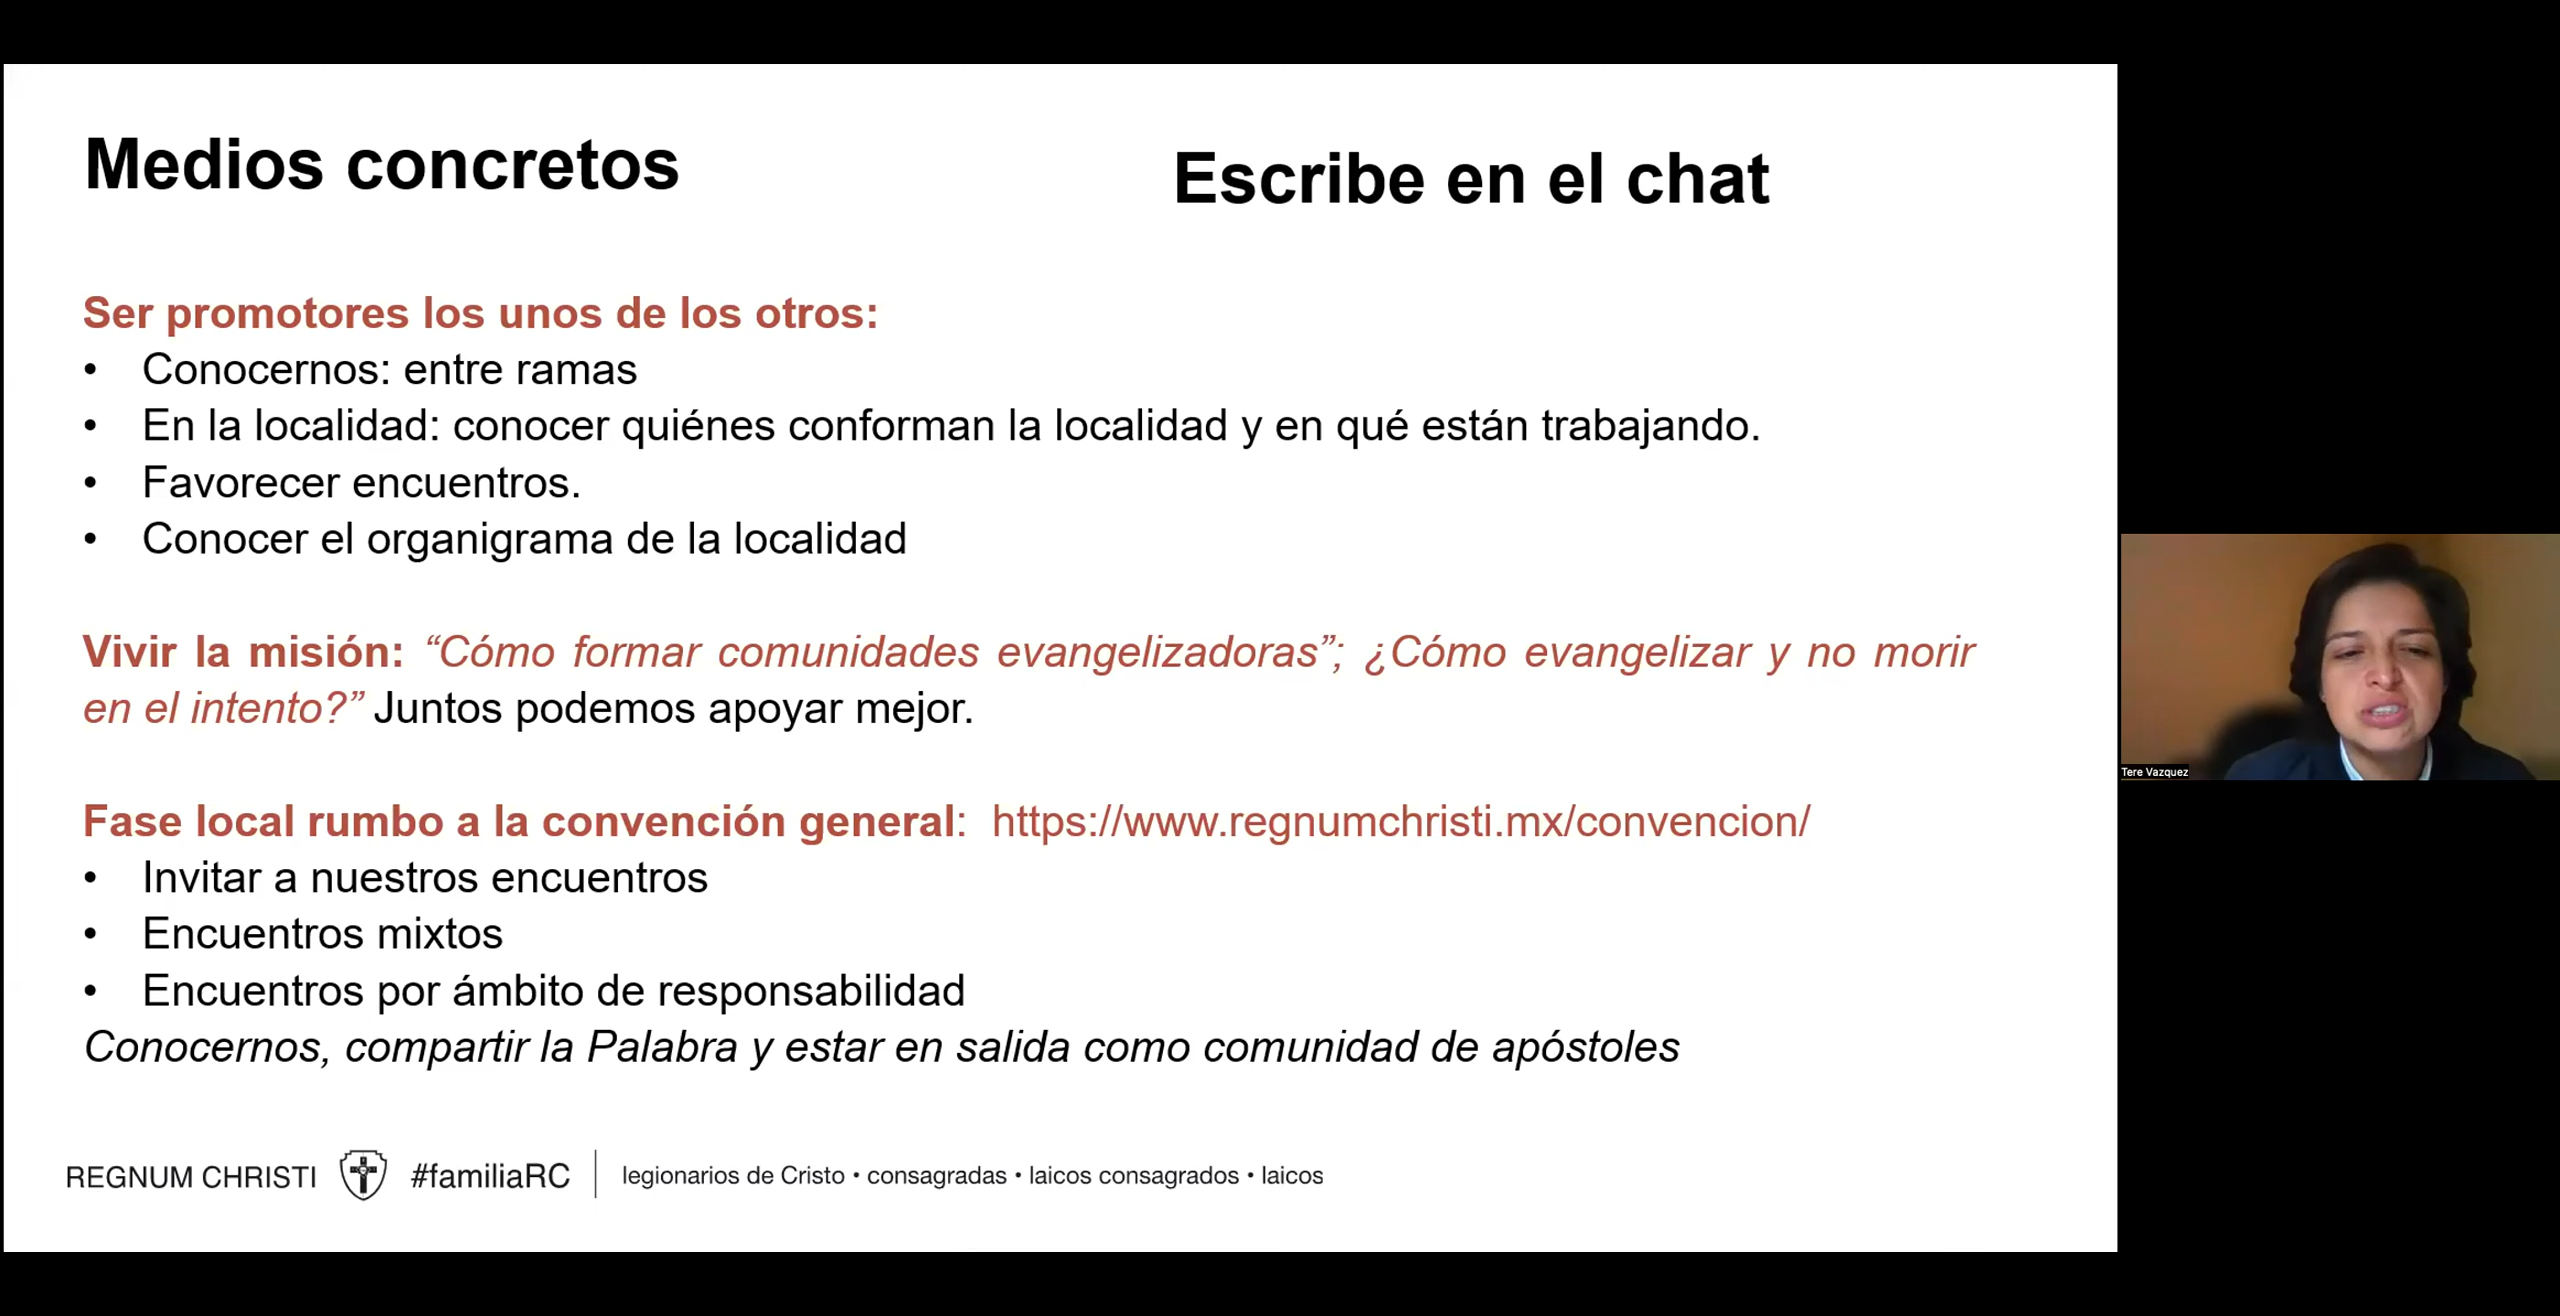 Medios concretos
Escribe en el chat
Ser promotores los unos de los otros:
• Conocernos: entre ramas
• En la localidad: conocer quiénes conforman la localidad y en qué están trabajando.
• Favorecer encuentros.
• Conocer el organigrama de la localidad
Vivir la misión: “Cómo formar comunidades evangelizadoras”; ¿Cómo evangelizar y no morir
en el intento?” Juntos podemos apoyar mejor.
Fase local rumbo a la convención general: https://www.regnumchristi.mx/convencion/
• Invitar a nuestros encuentros
• Encuentros mixtos
• Encuentros por ámbito de responsabilidad
Conocernos, compartir la Palabra y estar en salida como comunidad de apóstoles
REGNUM CHRISTI #familiaRC legionarios de Cristo • consagradas • laicos consagrados • laicos
Tere Vazquez